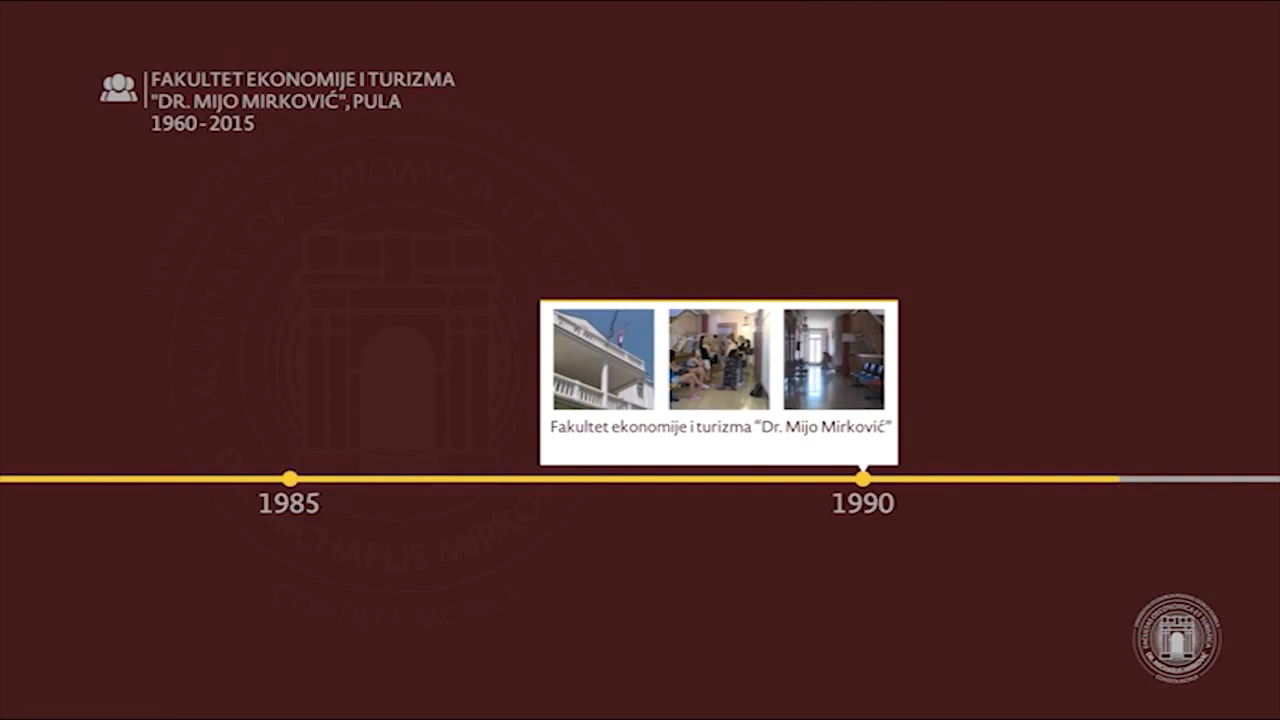 FAKULTET EKONOMIJE I TURIZMA
"DR. MIJO MIRKOVIĆ", PULA
1960 - 2015
Fakultet ekonomije i turizma “Dr. Mijo Mirković”
1985
1990